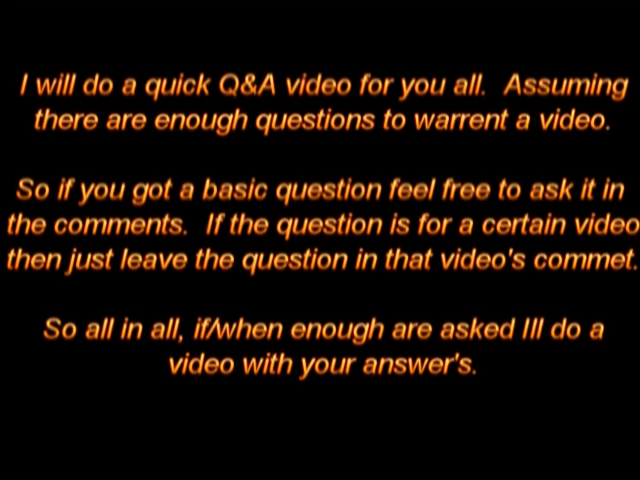 I will do a quick Q&A video for you all.  Assuming
there are enough questions to warrent a video.
So if you got a basic question feel free to ask it in
the comments.  If the question is for a certain video
then just leave the question in that video's commet.
So all in all, if/when enough are asked Ill do a
video with your answer's.